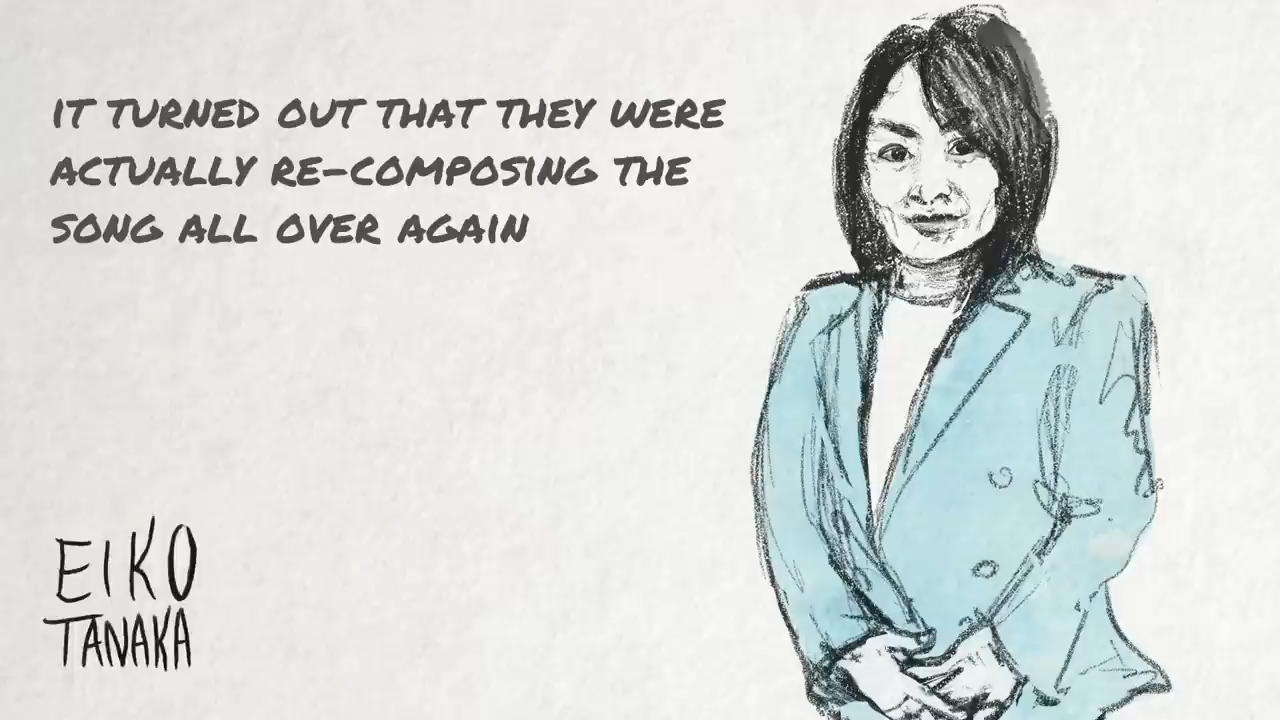 IT TURNED OUT THAT THEY WERE
ACTUALLY RE-COMPOSING THE
SONG ALL OVER AGAIN
EIKO
TANAKA